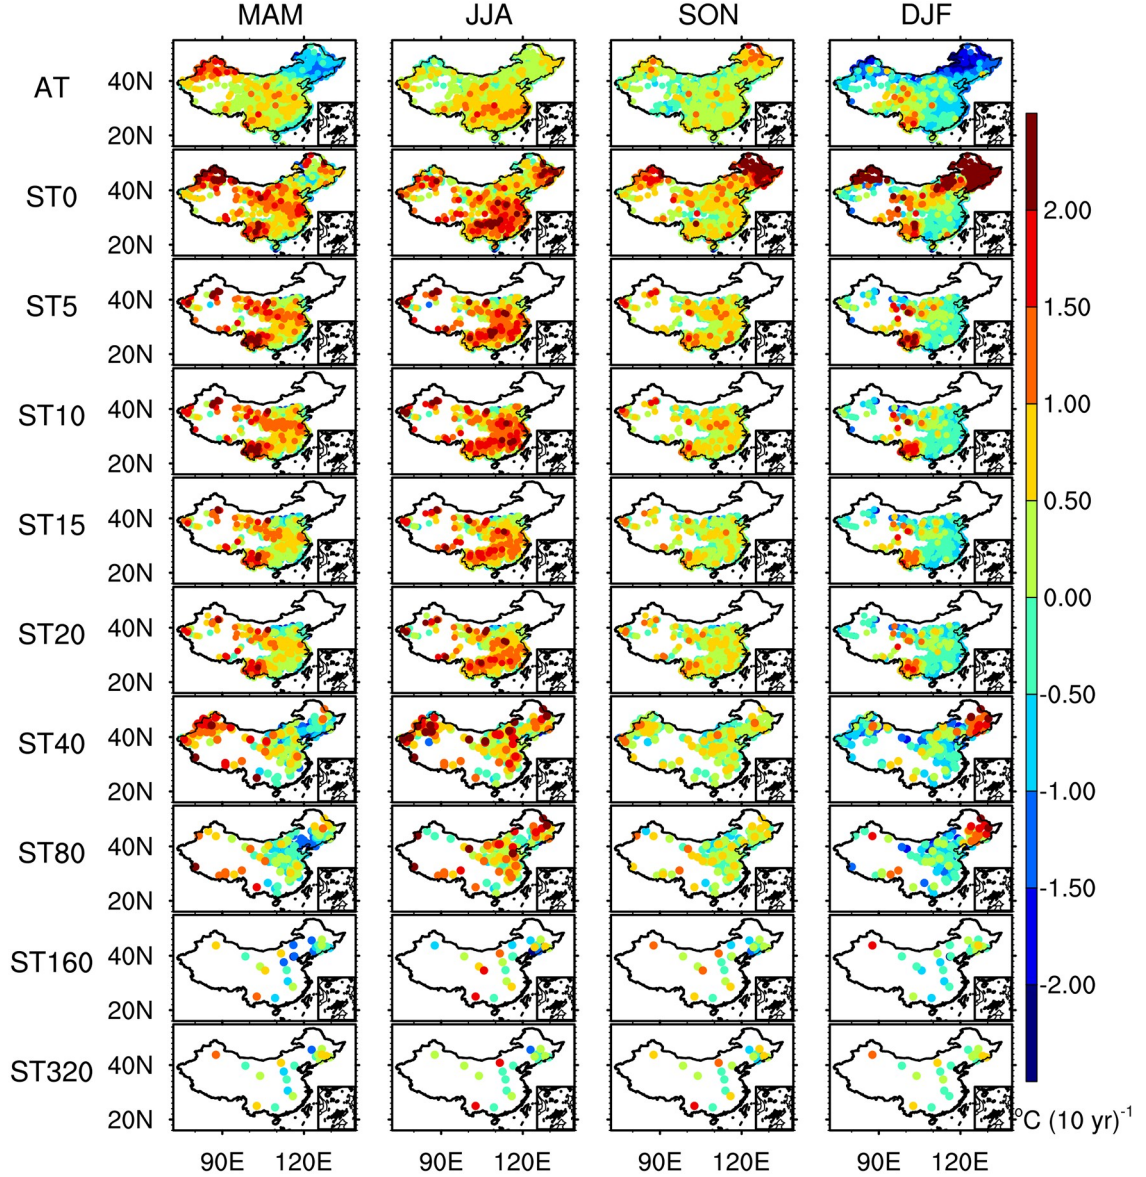 MAM JJA SON DJF
AT 40N 20N
ST0 40N 20N
ST5 40N 20N
ST10 40N 20N
ST15 40N 20N
ST20 40N 20N
ST40 40N 20N
ST80 40N 20N
ST160 40N 20N
ST320 40N 20N
90E 120E 90E 120E 90E 120E 90E 120E
2.00
1.50
1.00
0.50
0.00
-0.50
-1.00
-1.50
-2.00
°C (10 yr)⁻¹